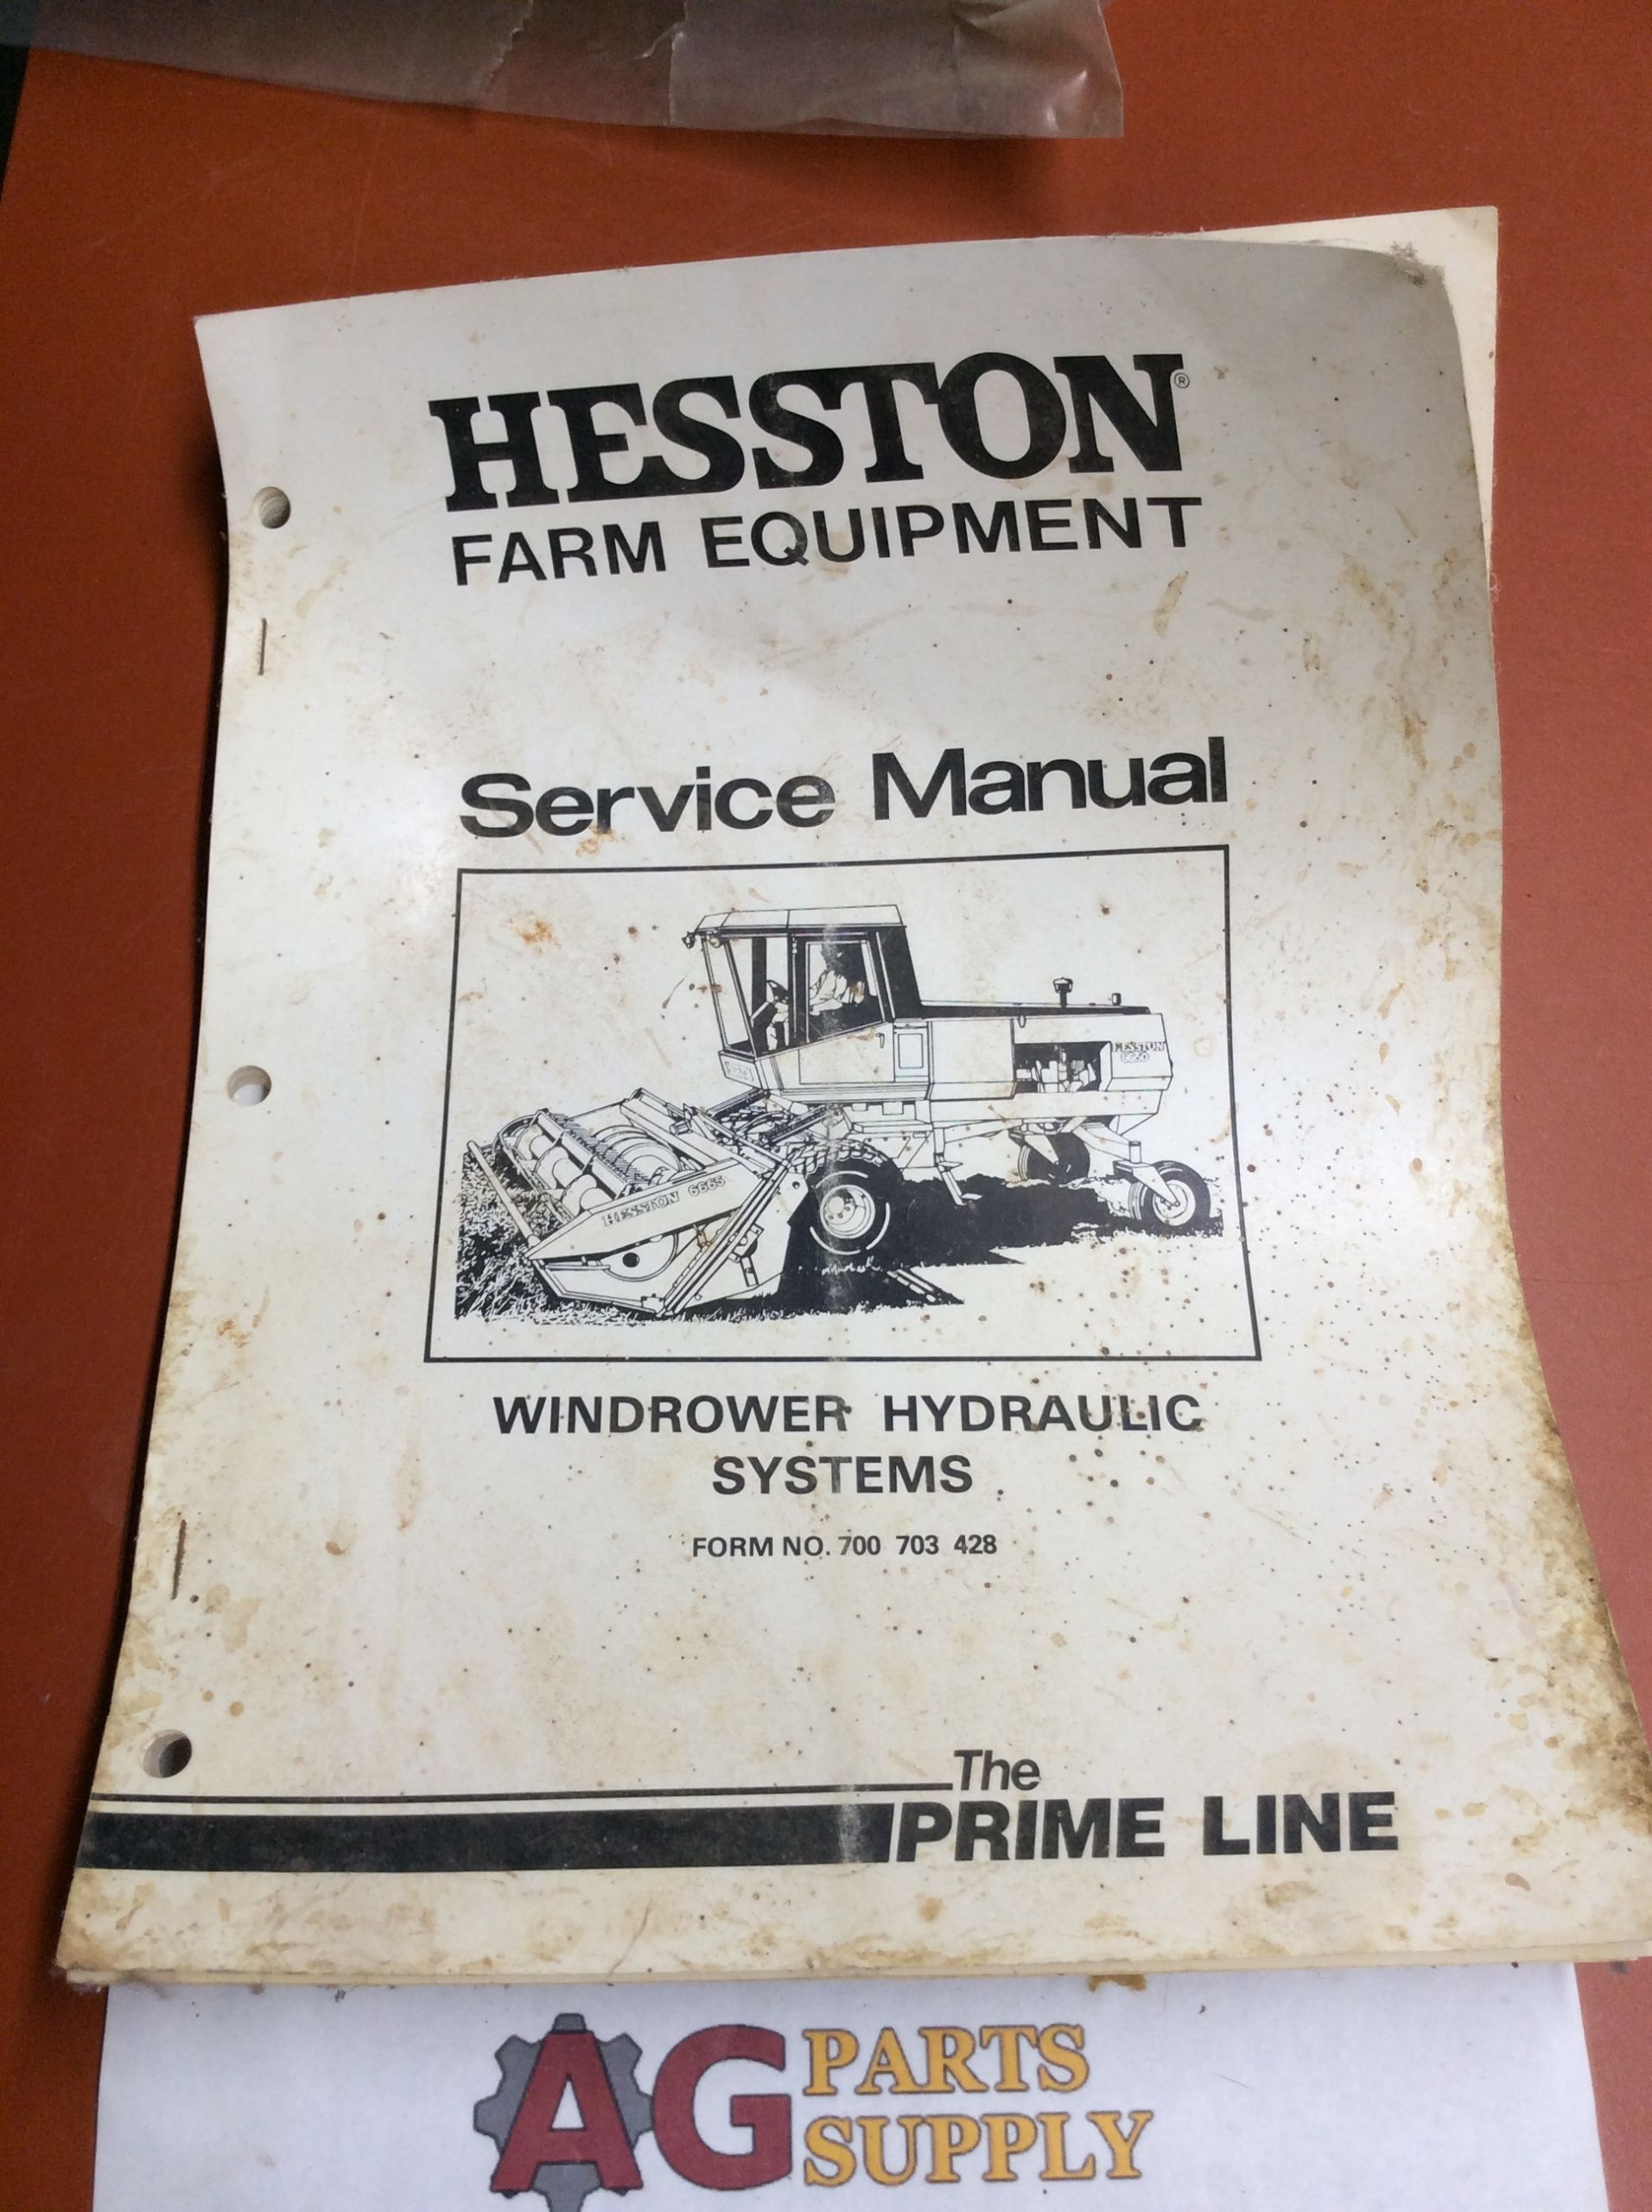 HESSTON®
FARM EQUIPMENT
Service Manual
HESSTON
6650
HESSTON 6665
WINDROWER HYDRAULIC
SYSTEMS
FORM NO. 700 703 428
The
PRIME LINE
AG PARTS
SUPPLY